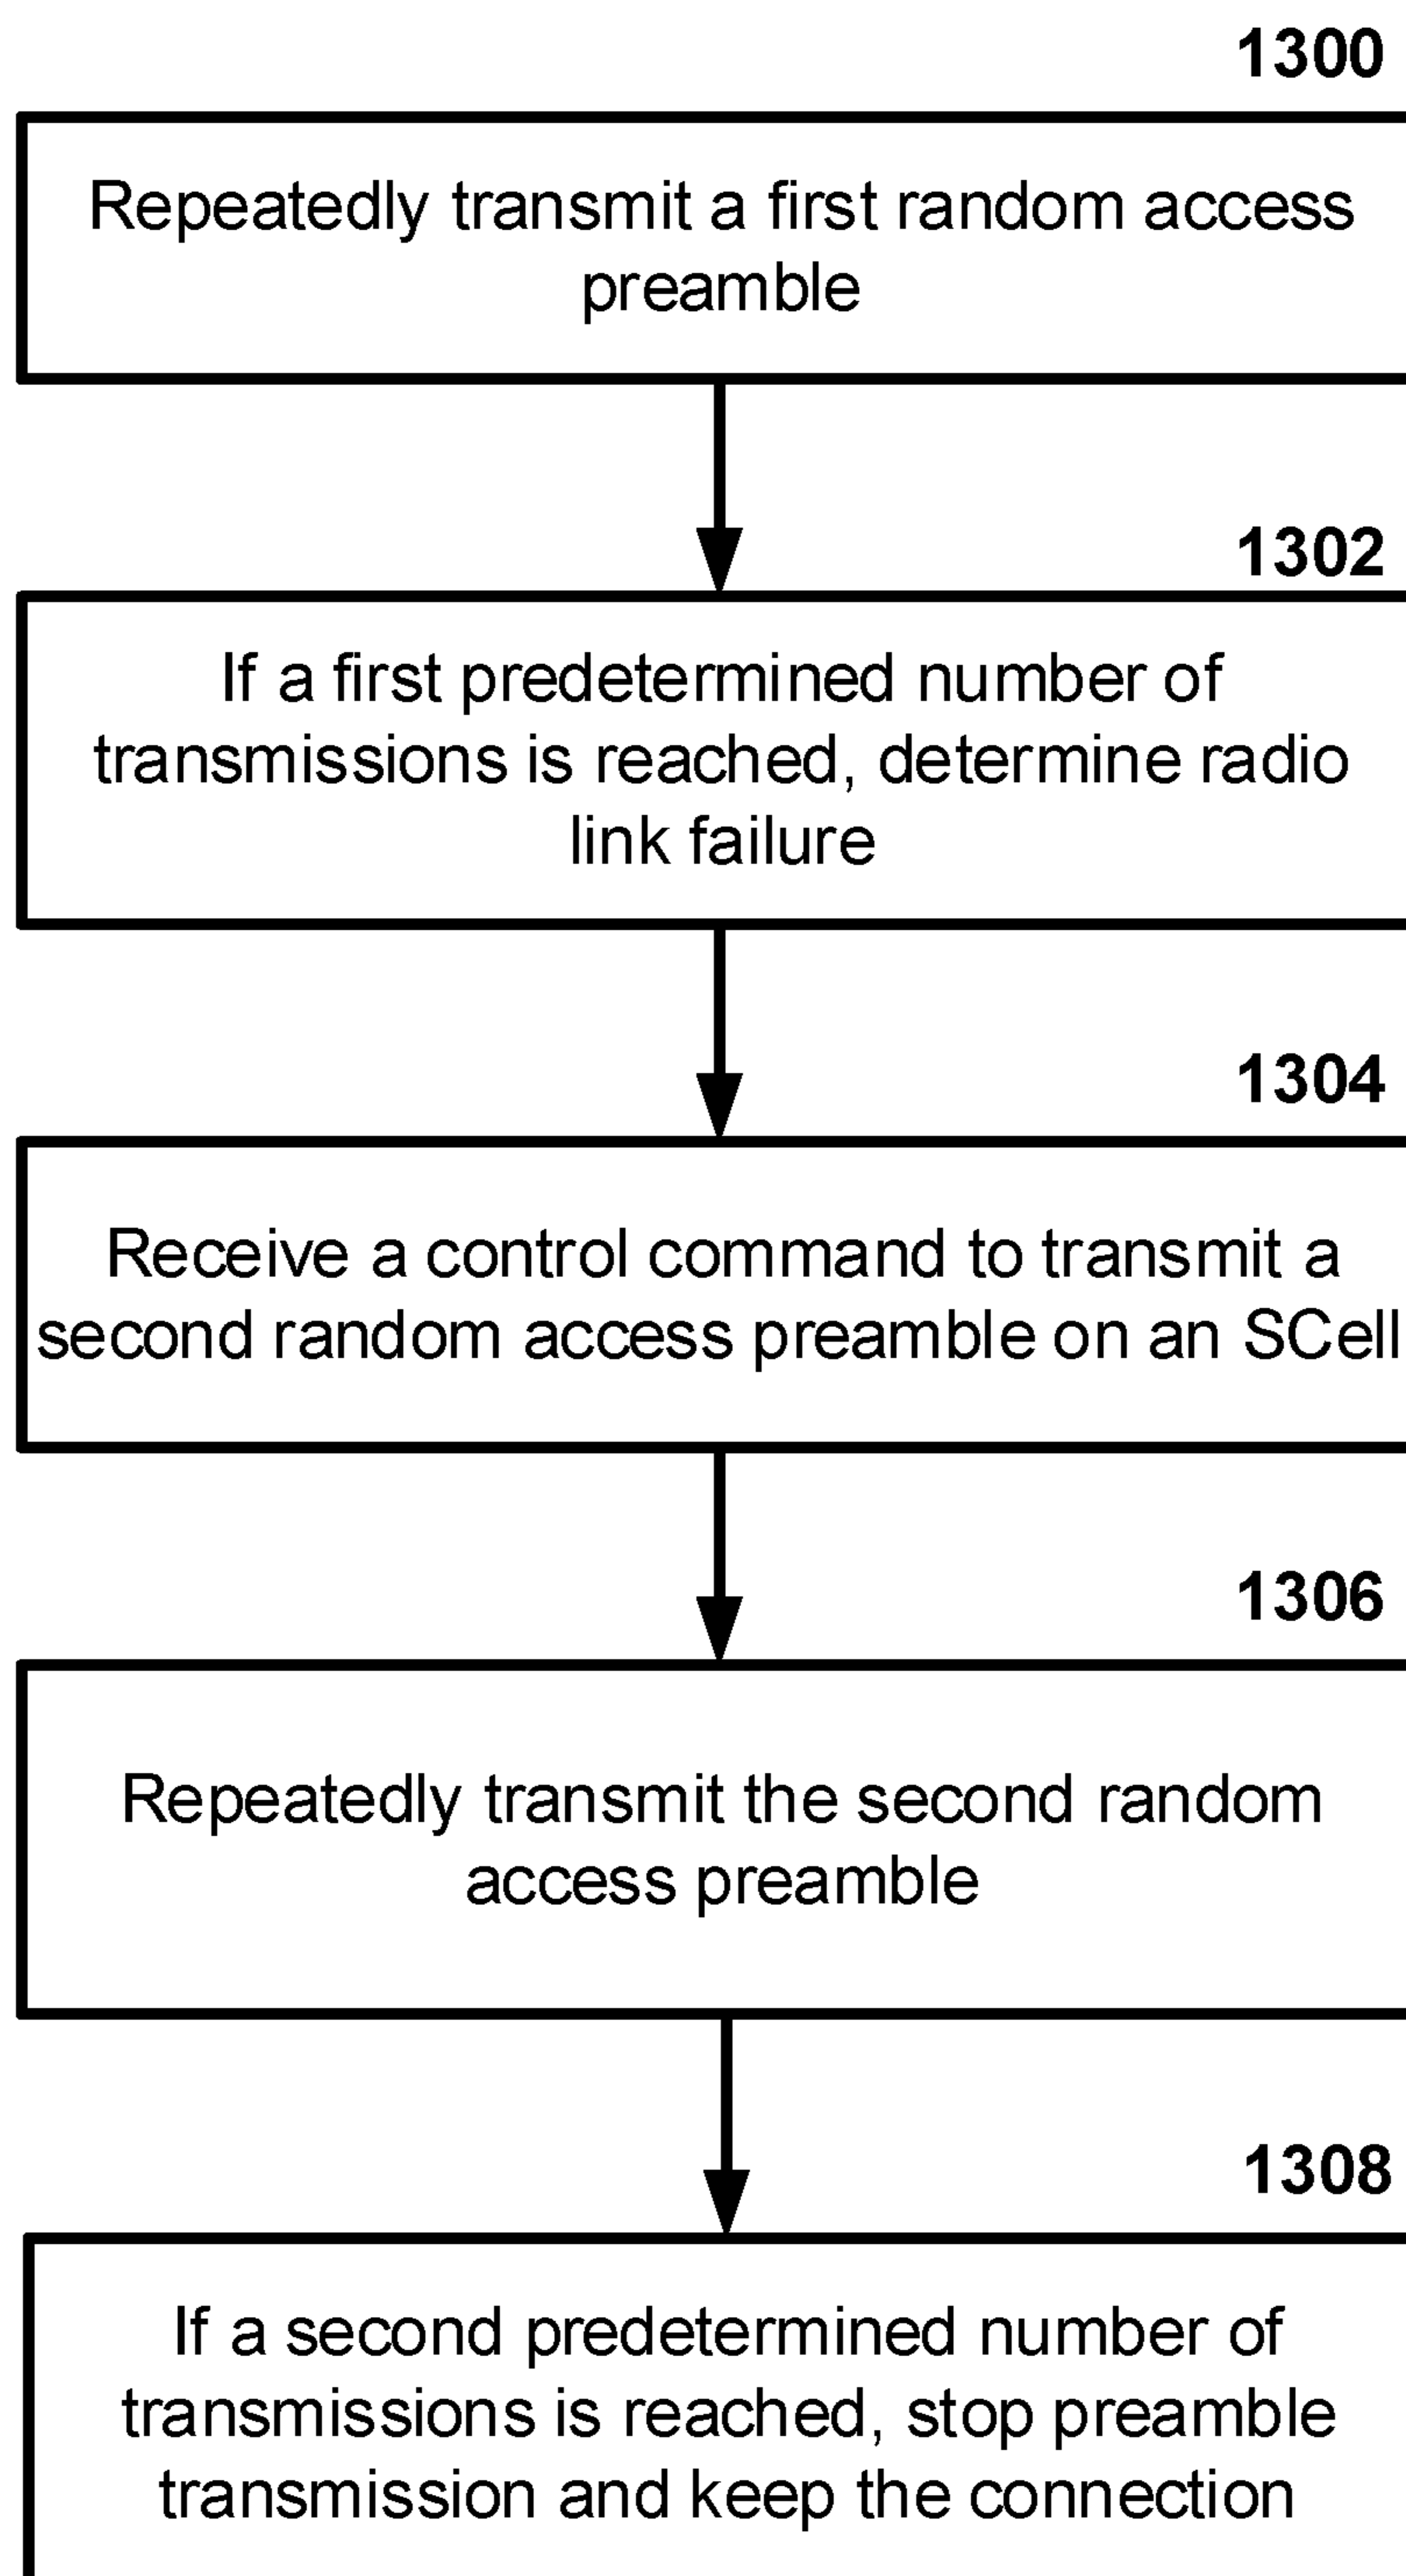 1300
Repeatedly transmit a first random access
preamble
1302
If a first predetermined number of
transmissions is reached, determine radio
link failure
1304
Receive a control command to transmit a
second random access preamble on an SCell
1306
Repeatedly transmit the second random
access preamble
1308
If a second predetermined number of
transmissions is reached, stop preamble
transmission and keep the connection